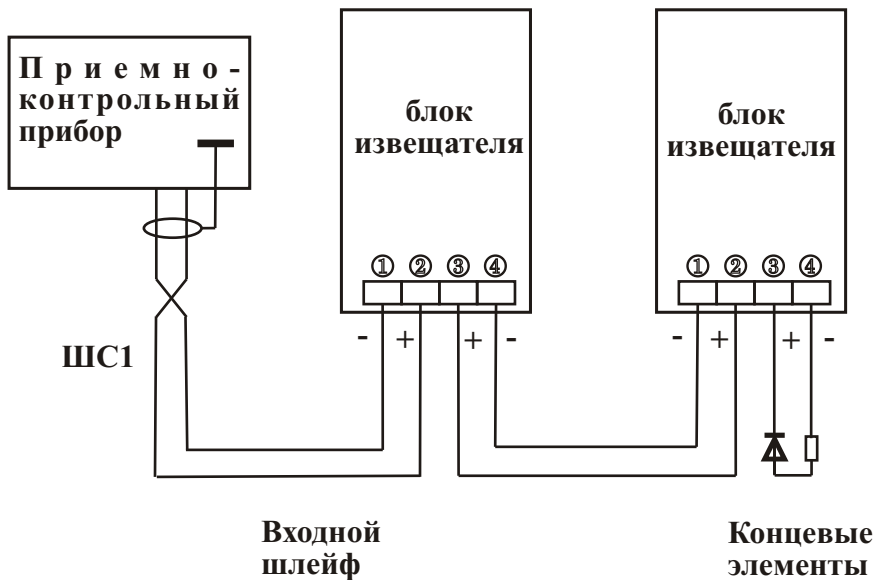 П р и е м н о -
контрольный
прибор
блок
извещателя
блок
извещателя
① ② ③ ④
① ② ③ ④
- + + -
- + + -
ШС1
Входной
шлейф
Концевые
элементы